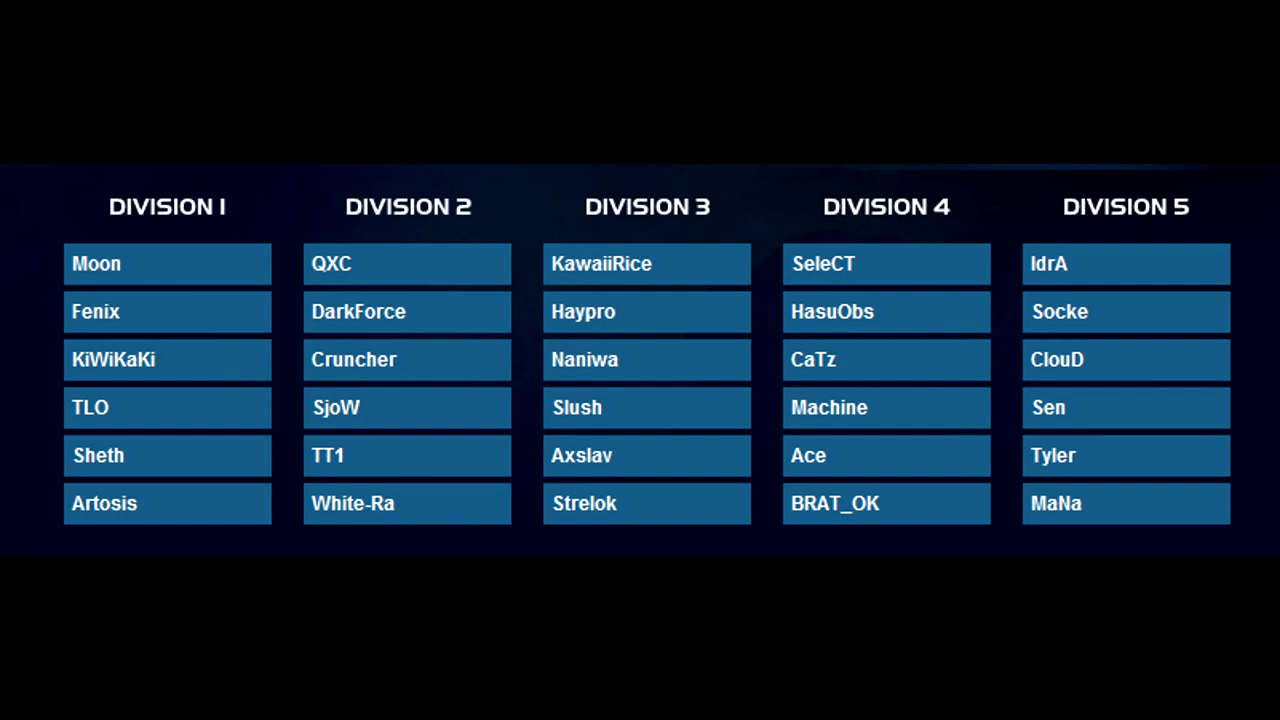 DIVISION 1 DIVISION 2 DIVISION 3 DIVISION 4 DIVISION 5
Moon QXC KawaiiRice SeleCT IdrA
Fenix DarkForce Haypro HasuObs Socke
KiWiKaKi Cruncher Naniwa CaTz ClouD
TLO SjoW Slush Machine Sen
Sheth TT1 Axslav Ace Tyler
Artosis White-Ra Strelok BRAT_OK MaNa